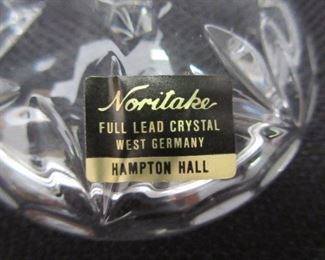 Noritake
FULL LEAD CRYSTAL
WEST GERMANY
HAMPTON HALL